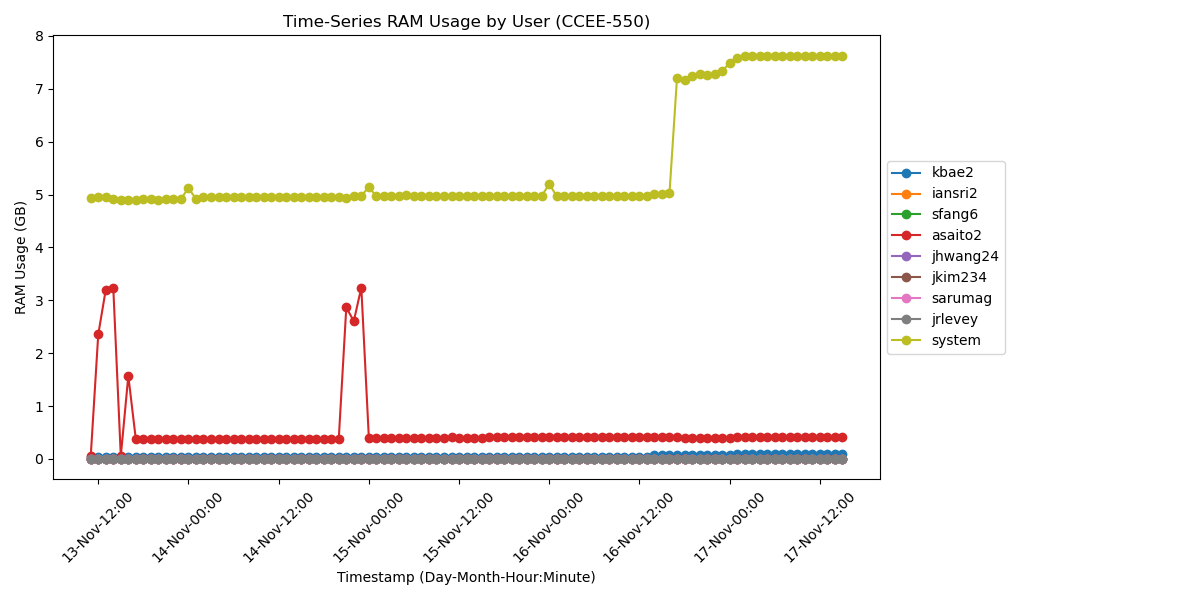 Time-Series RAM Usage by User (CCEE-550)
8
7
6
5
4
3
2
1
0
RAM Usage (GB)
13-Nov-12:00
14-Nov-00:00
14-Nov-12:00
15-Nov-00:00
15-Nov-12:00
16-Nov-00:00
16-Nov-12:00
17-Nov-00:00
17-Nov-12:00
Timestamp (Day-Month-Hour:Minute)
kbae2
iansri2
sfang6
asaito2
jhwang24
jkim234
sarumag
jrlevey
system